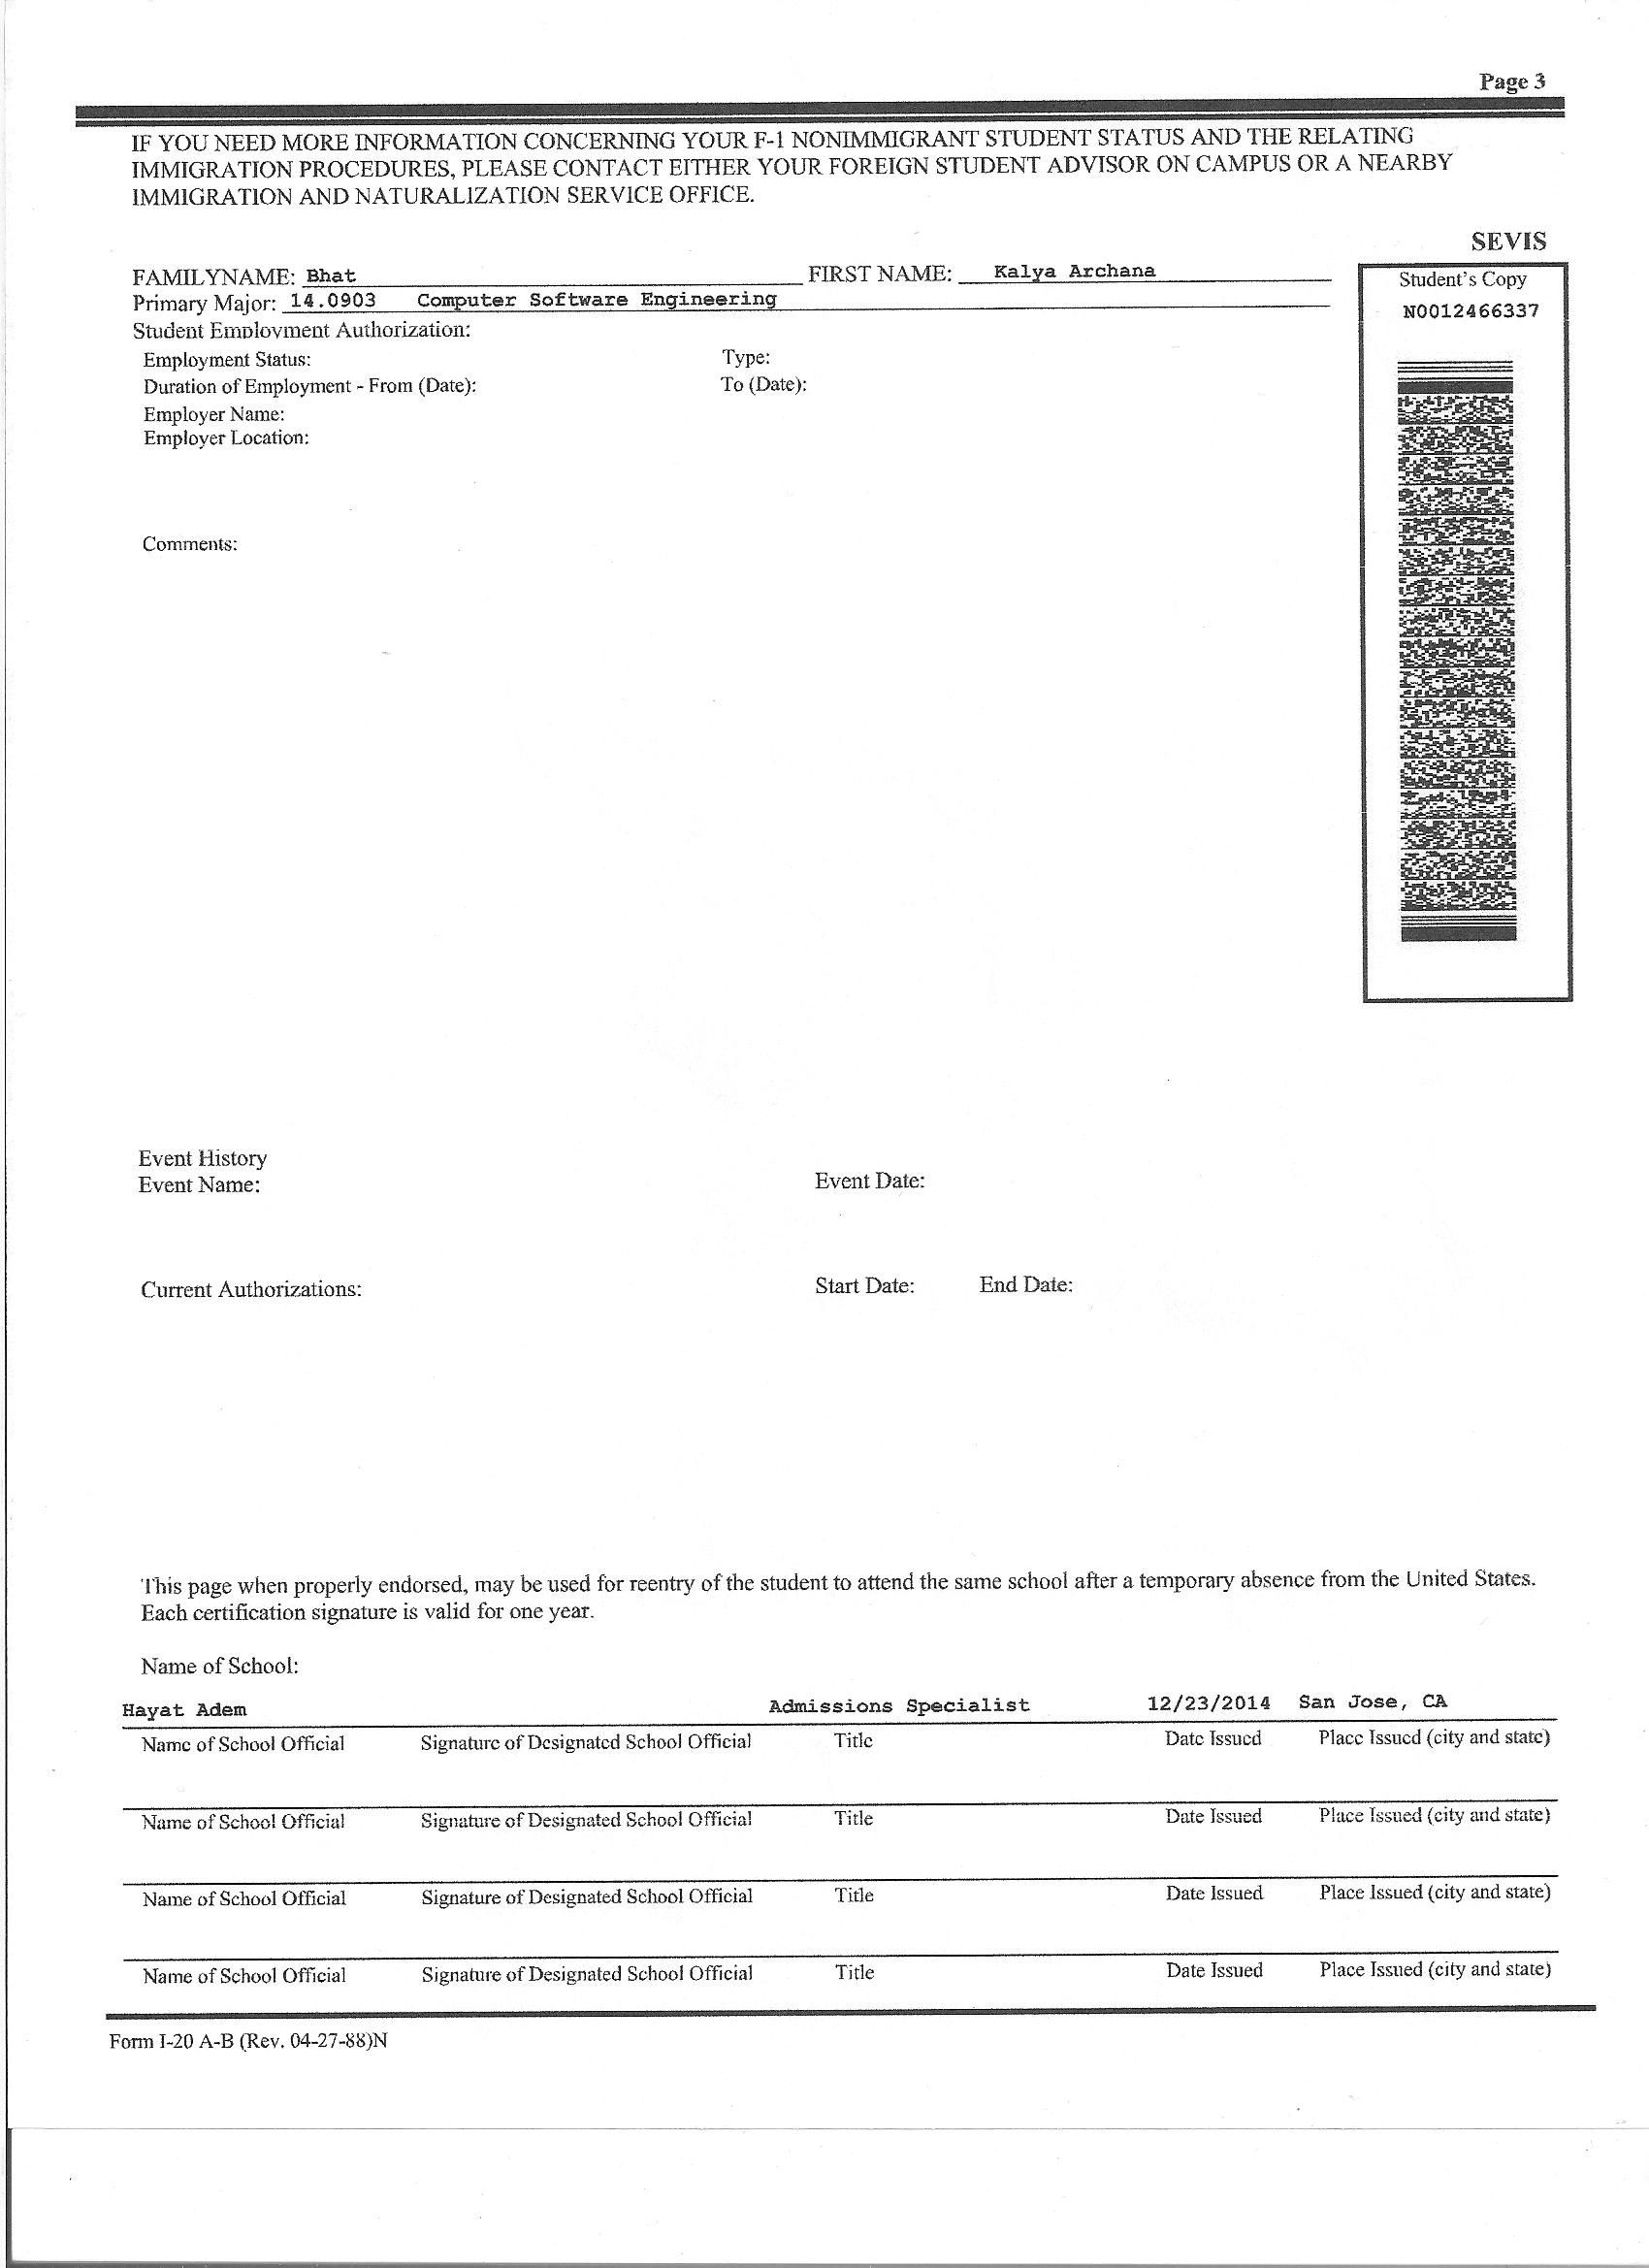 Page 3
IF YOU NEED MORE INFORMATION CONCERNING YOUR F-1 NONIMMIGRANT STUDENT STATUS AND THE RELATING
IMMIGRATION PROCEDURES, PLEASE CONTACT EITHER YOUR FOREIGN STUDENT ADVISOR ON CAMPUS OR A NEARBY
IMMIGRATION AND NATURALIZATION SERVICE OFFICE.
SEVIS
FAMILYNAME: Bhat FIRST NAME: Kalya Archana
Student's Copy
Primary Major: 14.0903 Computer Software Engineering
N0012466337
Student Employment Authorization:
Employment Status: Type:
Duration of Employment - From (Date): To (Date):
Employer Name:
Employer Location:
Comments:
Event History
Event Name: Event Date:
Current Authorizations: Start Date: End Date:
This page when properly endorsed, may be used for reentry of the student to attend the same school after a temporary absence from the United States.
Each certification signature is valid for one year.
Name of School:
Hayat Adem Admissions Specialist 12/23/2014 San Jose, CA
Name of School Official Signature of Designated School Official Title Date Issued Place Issued (city and state)
Name of School Official Signature of Designated School Official Title Date Issued Place Issued (city and state)
Name of School Official Signature of Designated School Official Title Date Issued Place Issued (city and state)
Name of School Official Signature of Designated School Official Title Date Issued Place Issued (city and state)
Form I-20 A-B (Rev. 04-27-88)N